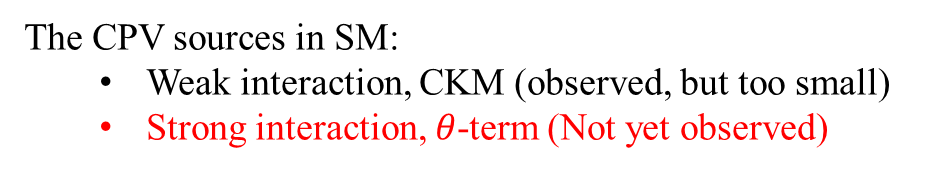 The CPV sources in SM:
• Weak interaction, CKM (observed, but too small)
• Strong interaction, θ-term (Not yet observed)